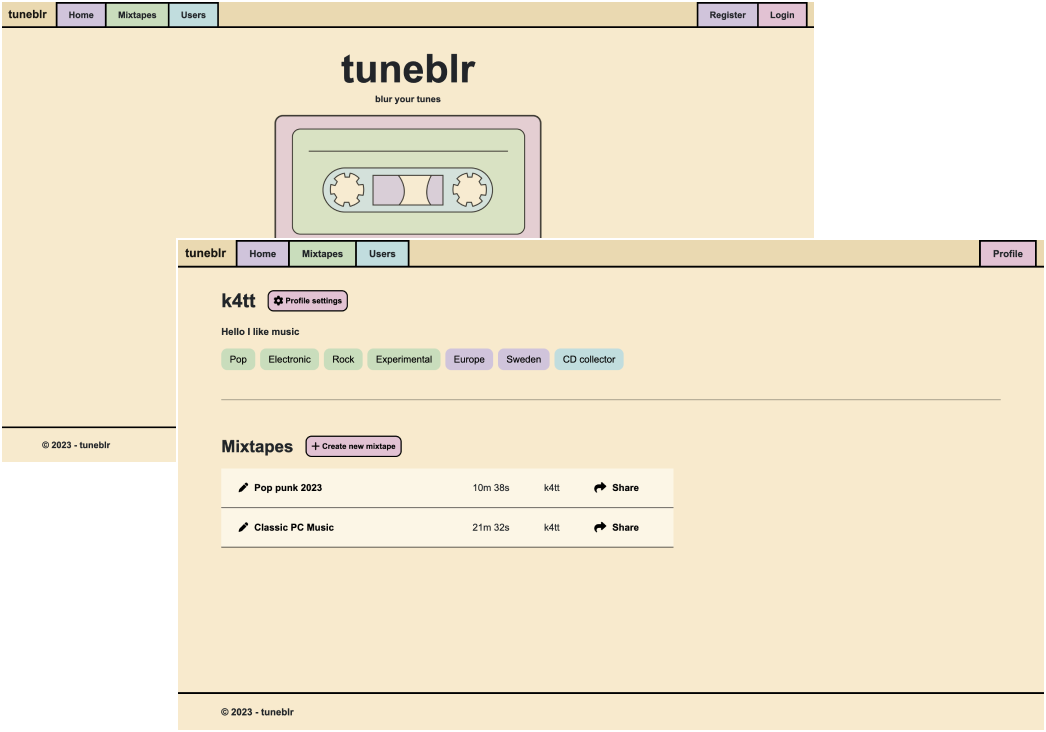 tuneblr Home Mixtapes Users Register Login
tuneblr
blur your tunes
© 2023 - tuneblr
tuneblr Home Mixtapes Users Profile
k4tt Profile settings
Hello I like music
Pop Electronic Rock Experimental Europe Sweden CD collector
Mixtapes + Create new mixtape
Pop punk 2023 10m 38s k4tt Share
Classic PC Music 21m 32s k4tt Share
© 2023 - tuneblr